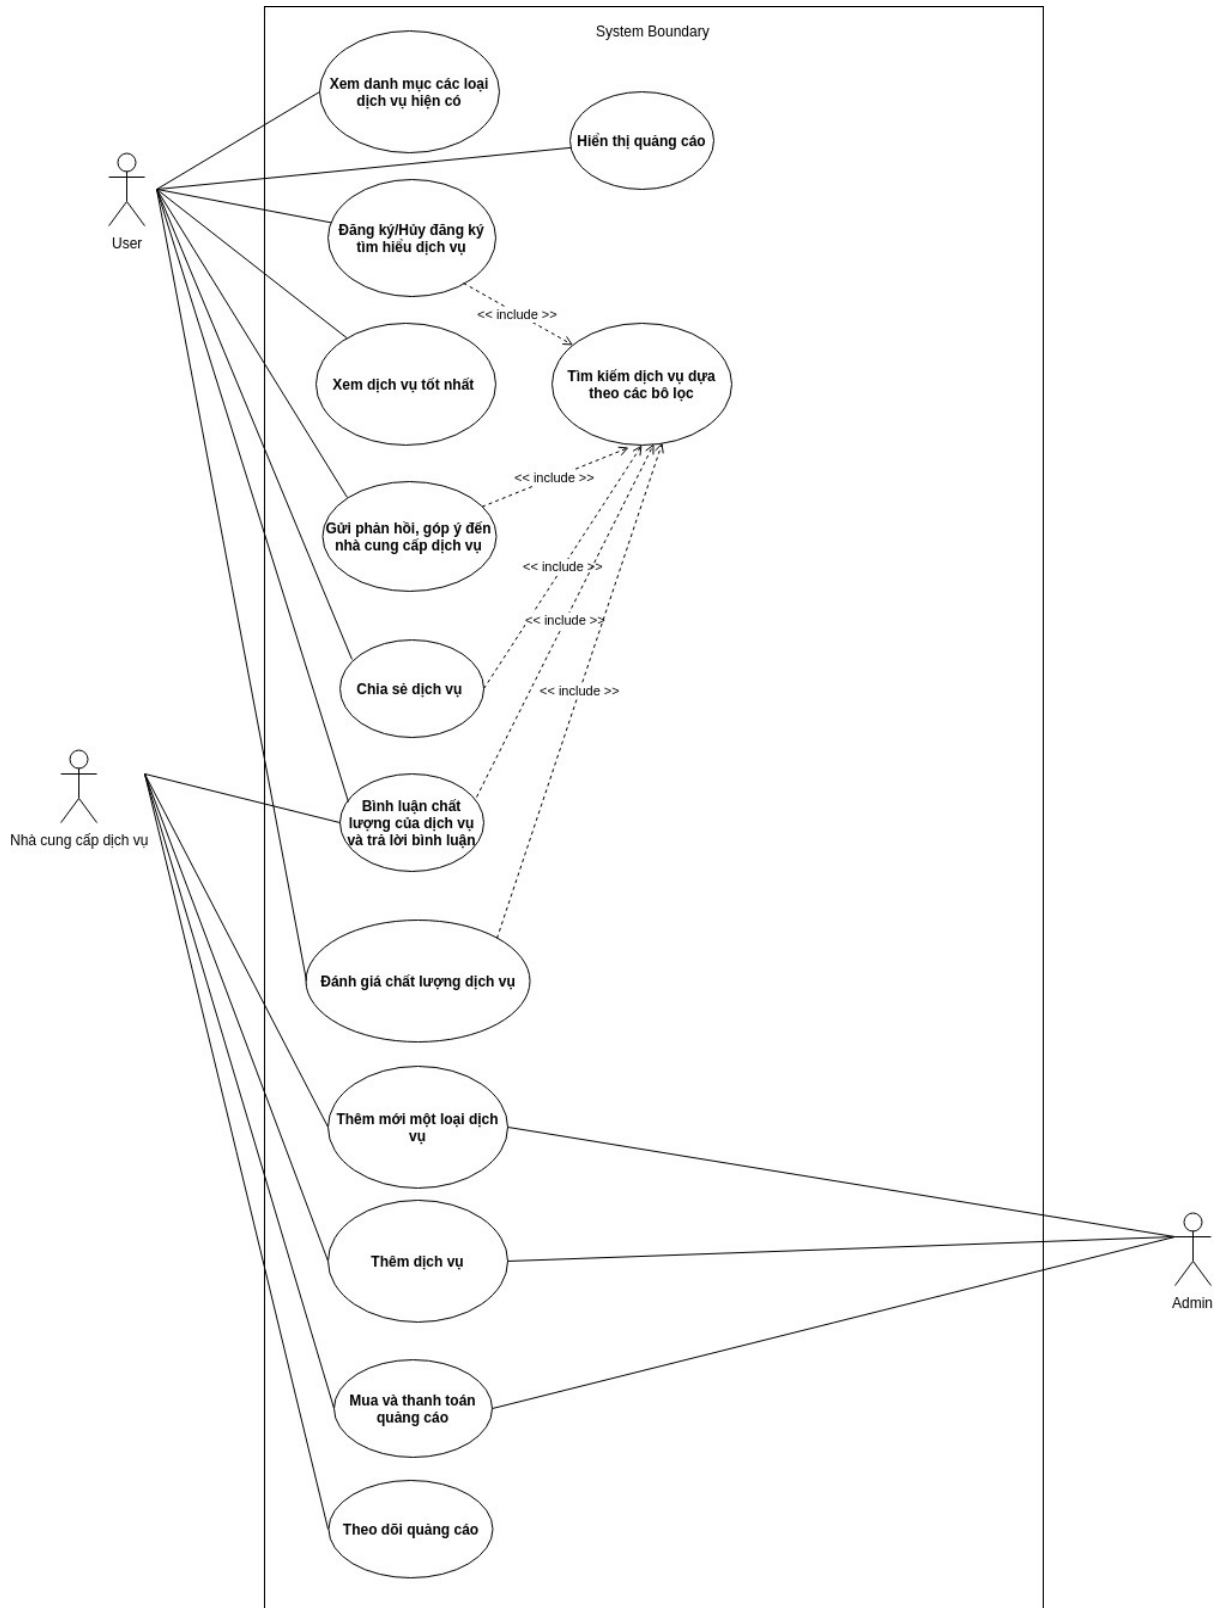 System Boundary
Xem danh mục các loại
dịch vụ hiện có
Hiển thị quảng cáo
User
Đăng ký/Hủy đăng ký
tìm hiểu dịch vụ
<< include >>
Xem dịch vụ tốt nhất
Tìm kiếm dịch vụ dựa
theo các bô lọc
<< include >>
Gửi phản hồi, góp ý đến
nhà cung cấp dịch vụ
<< include >>
<< include >>
Chia sẻ dịch vụ
<< include >>
Nhà cung cấp dịch vụ
Bình luận chất
lượng của dịch vụ
và trả lời bình luận
Đánh giá chất lượng dịch vụ
Thêm mới một loại dịch
vụ
Thêm dịch vụ
Admin
Mua và thanh toán
quảng cáo
Theo dõi quảng cáo